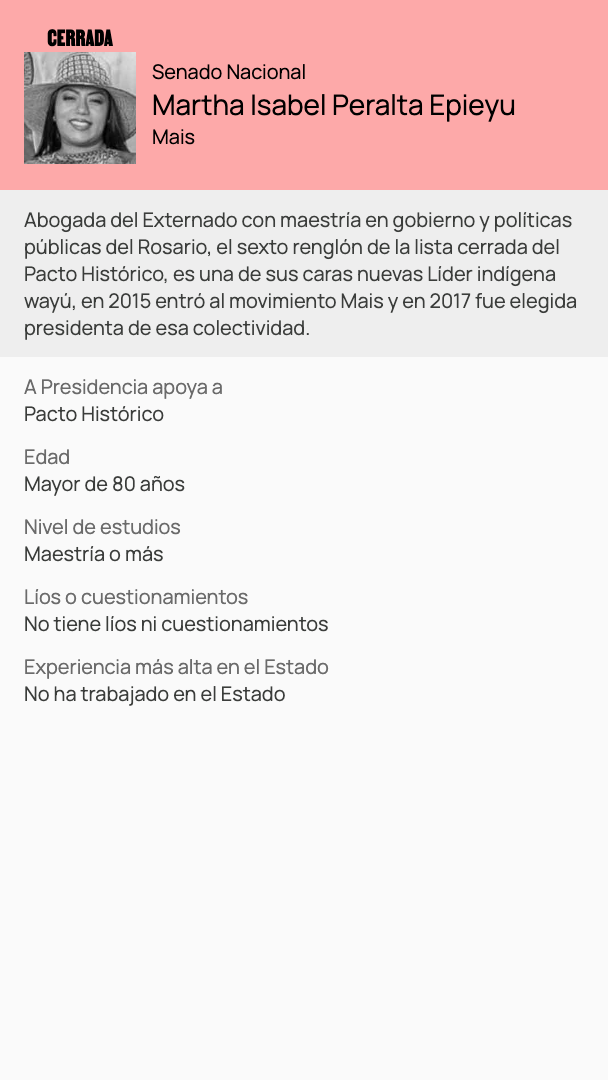 CERRADA
Senado Nacional
Martha Isabel Peralta Epieyu
Mais
Abogada del Externado con maestría en gobierno y políticas
públicas del Rosario, el sexto renglón de la lista cerrada del
Pacto Histórico, es una de sus caras nuevas Líder indígena
wayú, en 2015 entró al movimiento Mais y en 2017 fue elegida
presidenta de esa colectividad.
A Presidencia apoya a
Pacto Histórico
Edad
Mayor de 80 años
Nivel de estudios
Maestría o más
Líos o cuestionamientos
No tiene líos ni cuestionamientos
Experiencia más alta en el Estado
No ha trabajado en el Estado